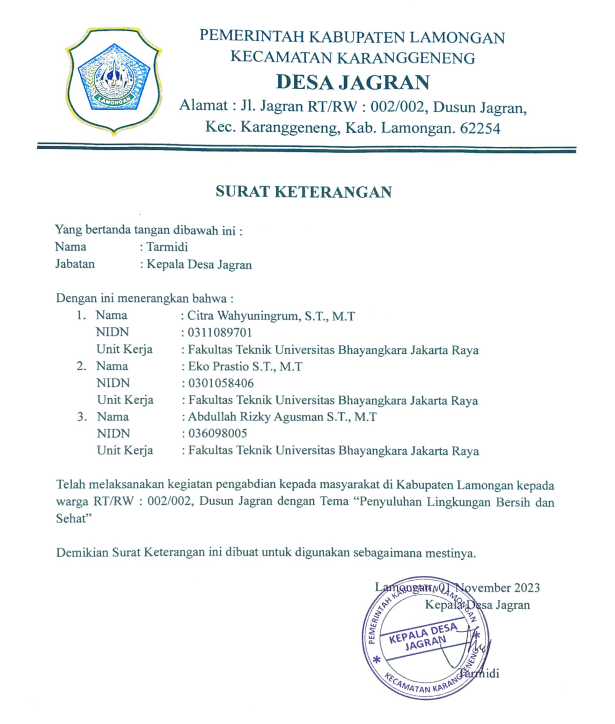 LAMONGAN
PEMERINTAH KABUPATEN LAMONGAN
KECAMATAN KARANGGENENG
DESA JAGRAN
Alamat : Jl. Jagran RT/RW : 002/002, Dusun Jagran,
Kec. Karanggeneng, Kab. Lamongan. 62254
SURAT KETERANGAN
Yang bertanda tangan dibawah ini :
Nama : Tarmidi
Jabatan : Kepala Desa Jagran
Dengan ini menerangkan bahwa :
1. Nama : Citra Wahyuningrum, S.T., M.T
NIDN : 0311089701
Unit Kerja : Fakultas Teknik Universitas Bhayangkara Jakarta Raya
2. Nama : Eko Prastio S.T., M.T
NIDN : 0301058406
Unit Kerja : Fakultas Teknik Universitas Bhayangkara Jakarta Raya
3. Nama : Abdullah Rizky Agusman S.T., M.T
NIDN : 036098005
Unit Kerja : Fakultas Teknik Universitas Bhayangkara Jakarta Raya
Telah melaksanakan kegiatan pengabdian kepada masyarakat di Kabupaten Lamongan kepada
warga RT/RW : 002/002, Dusun Jagran dengan Tema “Penyuluhan Lingkungan Bersih dan
Sehat”
Demikian Surat Keterangan ini dibuat untuk digunakan sebagaimana mestinya.
Lamongan, 01 November 2023
Kepala Desa Jagran
PEMERINTAH KABUPATEN LAMONGAN
KEPALA DESA
JAGRAN
KECAMATAN KARANGGENENG
Tarmidi